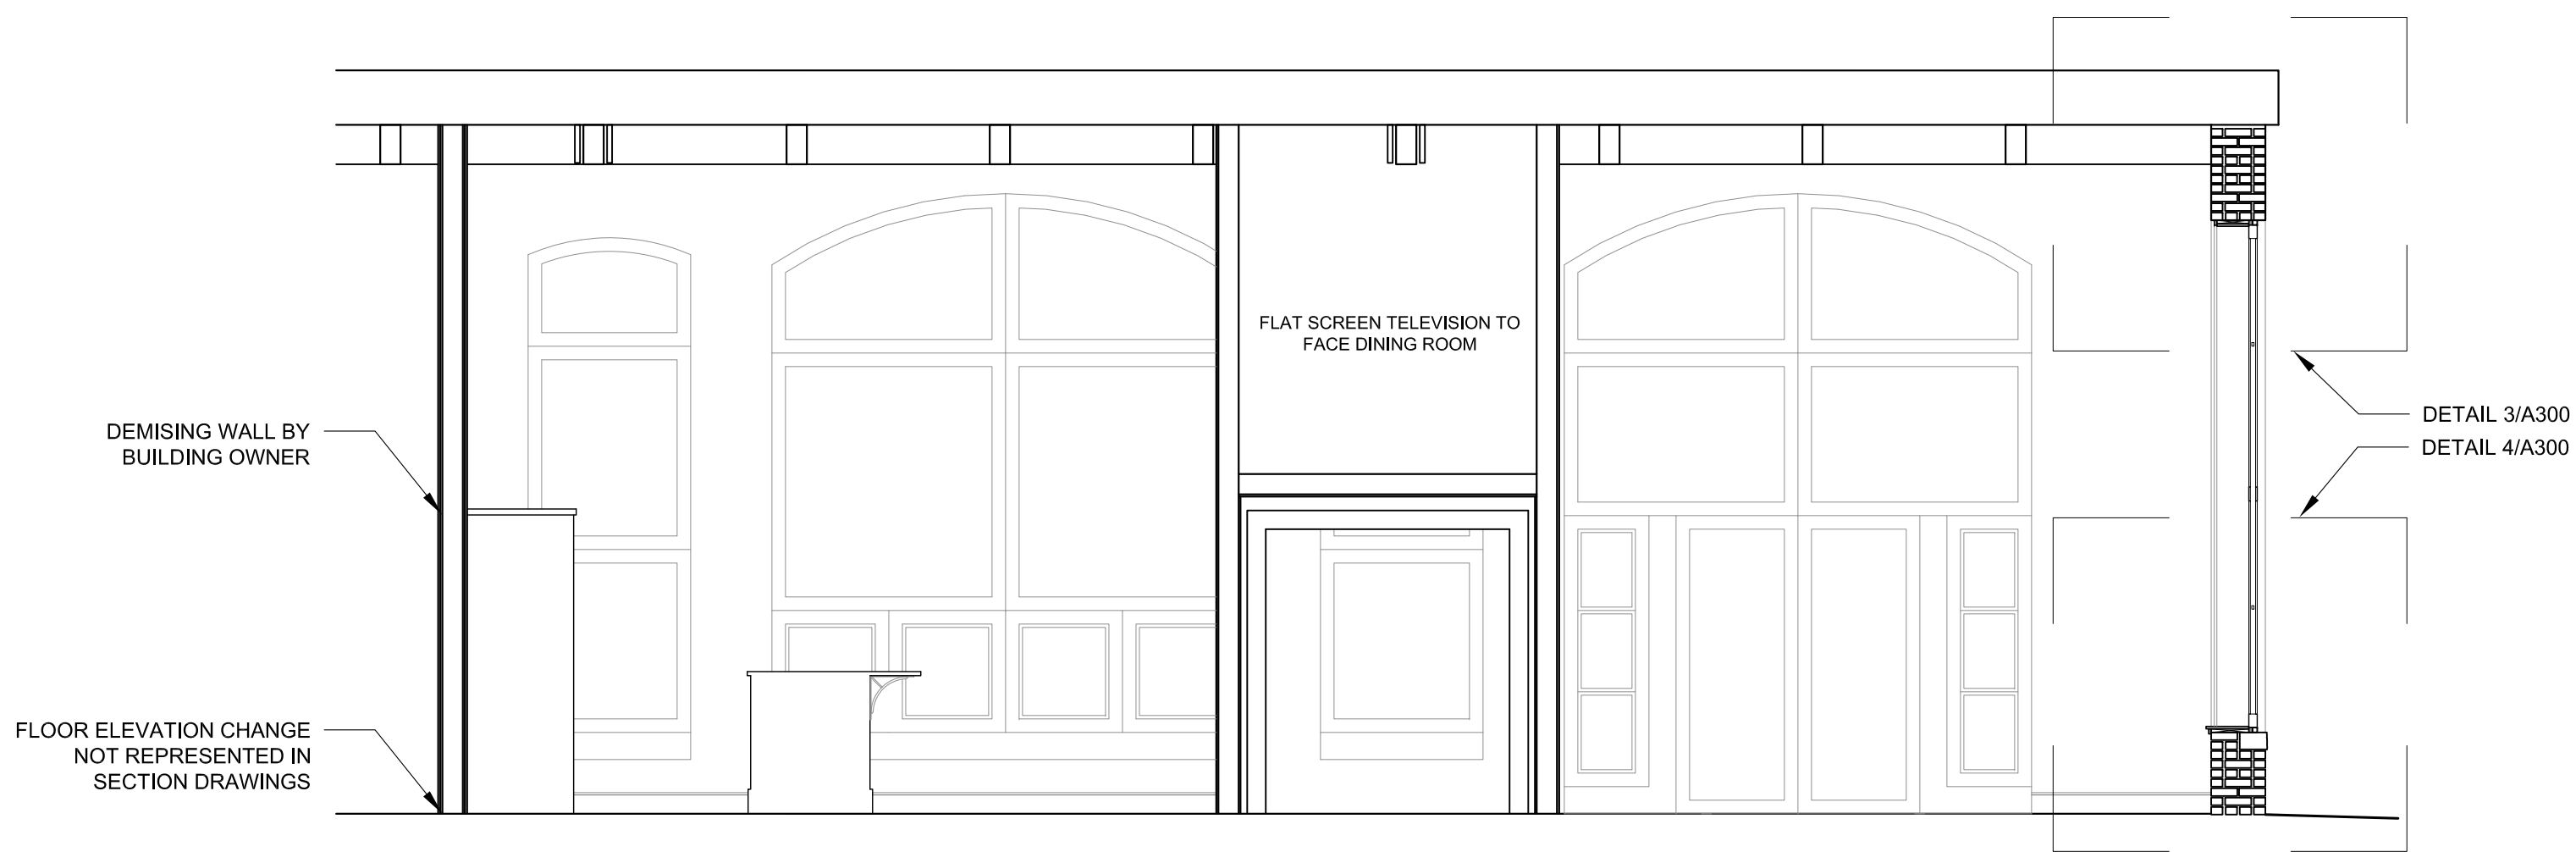 FLAT SCREEN TELEVISION TO
FACE DINING ROOM
DEMISING WALL BY
BUILDING OWNER
DETAIL 3/A300
DETAIL 4/A300
FLOOR ELEVATION CHANGE
NOT REPRESENTED IN
SECTION DRAWINGS